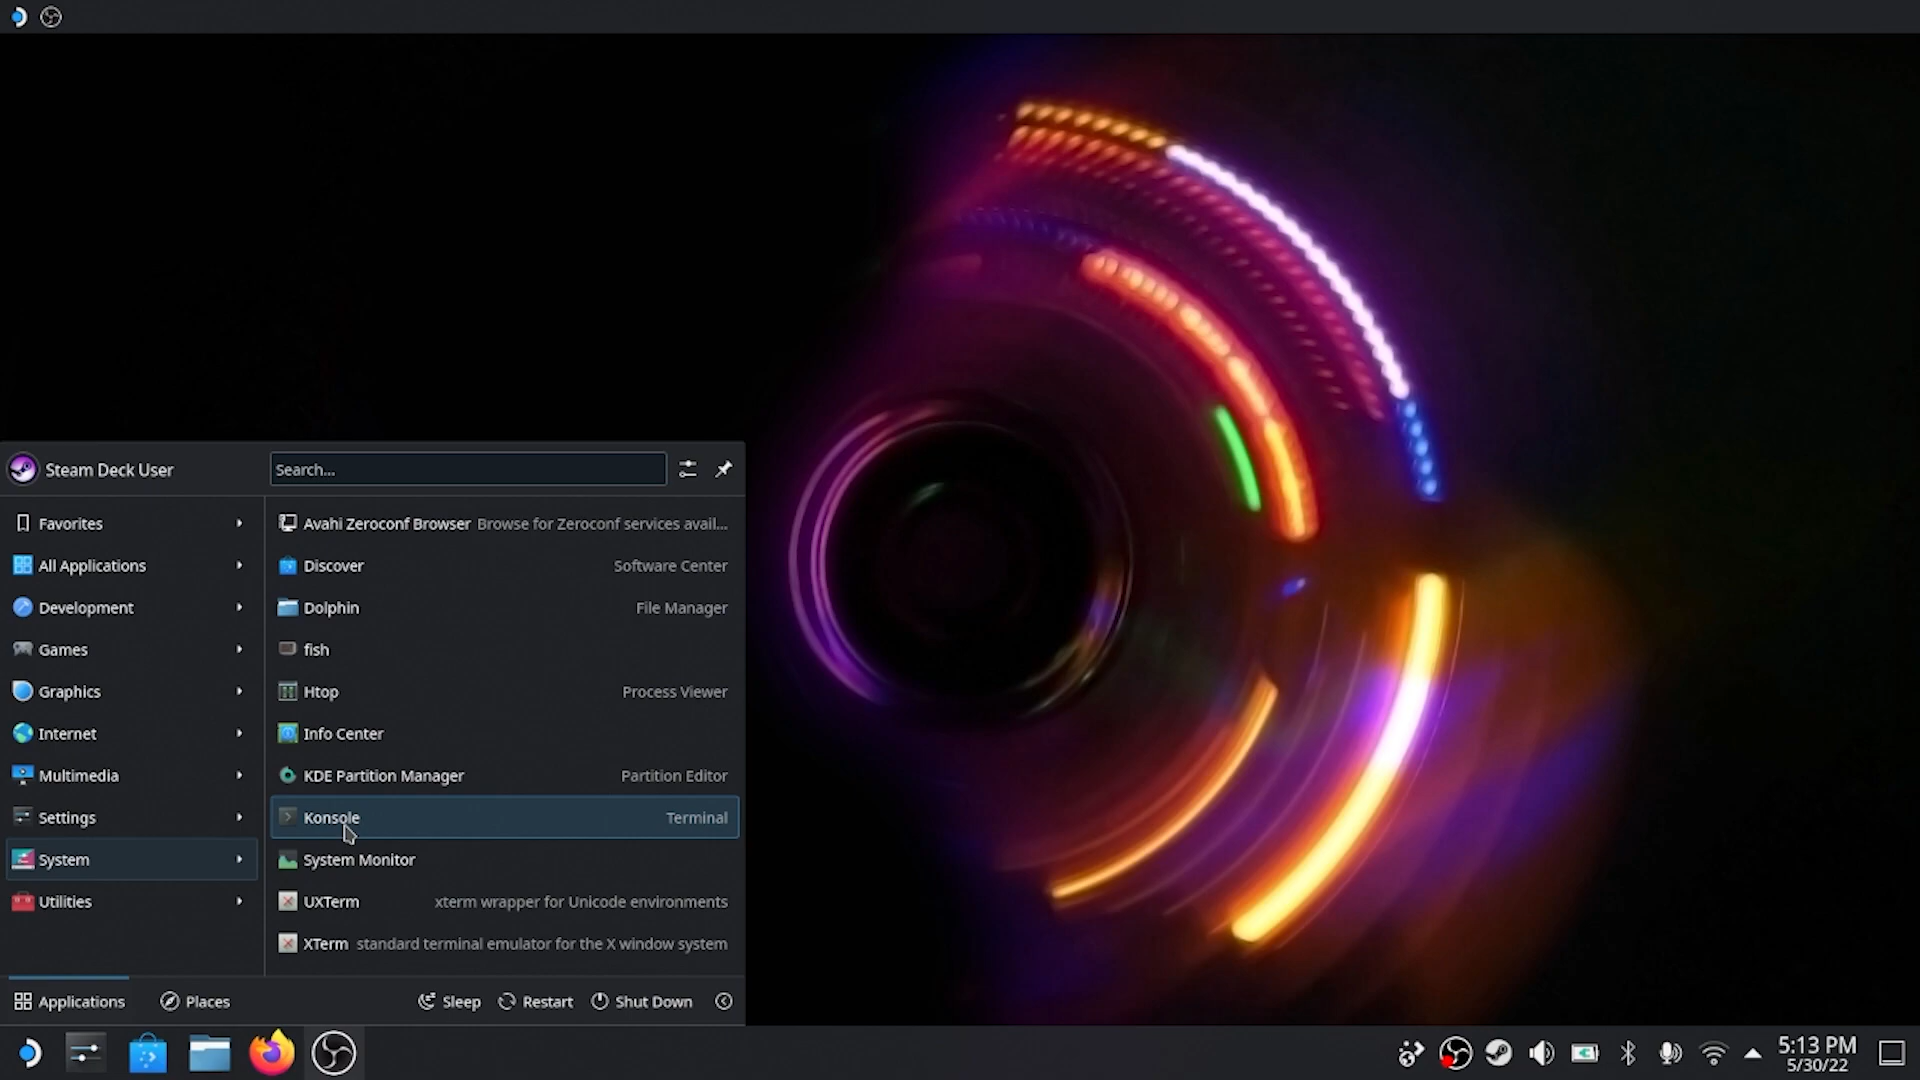 Steam Deck User
Search...
Favorites
All Applications
Development
Games
Graphics
Internet
Multimedia
Settings
System
Utilities
Avahi Zeroconf Browser Browse for Zeroconf services avail...
Discover Software Center
Dolphin File Manager
fish
Htop Process Viewer
Info Center
KDE Partition Manager Partition Editor
Konsole Terminal
System Monitor
UXTerm xterm wrapper for Unicode environments
XTerm standard terminal emulator for the X window system
Applications Places Sleep Restart Shut Down
5:13 PM
5/30/22